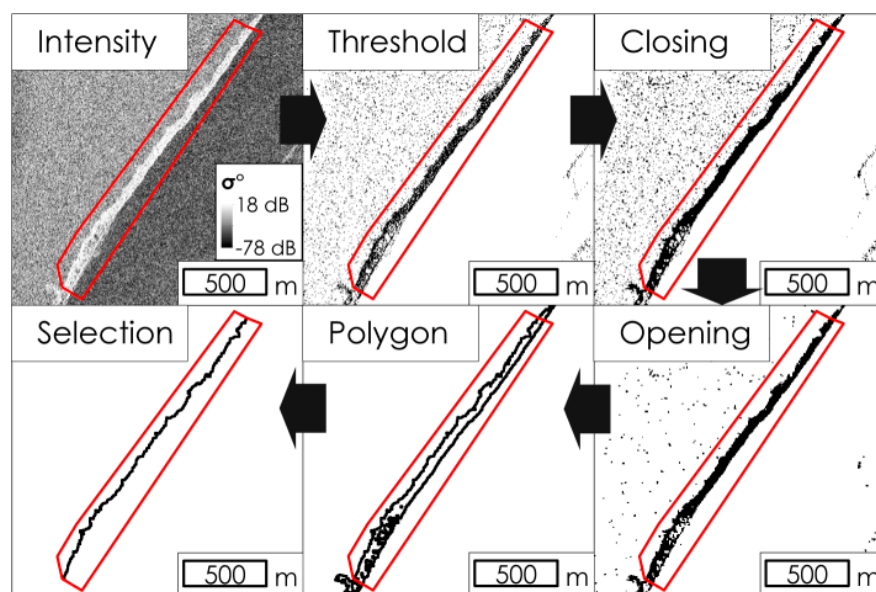 Intensity
Threshold
Closing
σ°
18 dB
-78 dB
500 m
500 m
500 m
Selection
Polygon
Opening
500 m
500 m
500 m